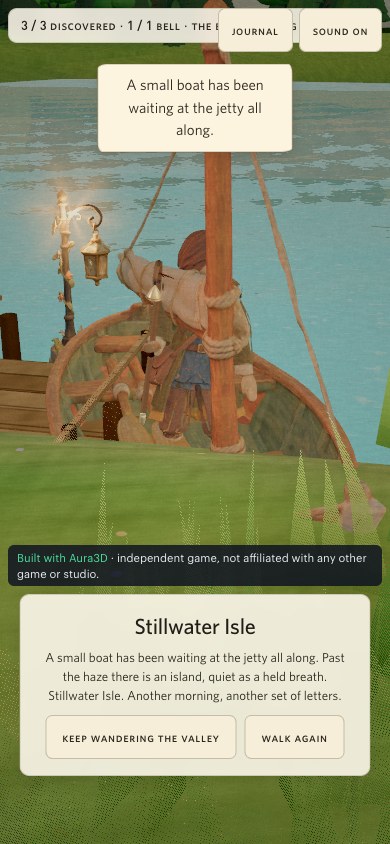 3 / 3 DISCOVERED · 1 / 1 BELL · THE
JOURNAL
SOUND ON
A small boat has been
waiting at the jetty all
along.
Built with Aura3D · independent game, not affiliated with any other
game or studio.
Stillwater Isle
A small boat has been waiting at the jetty all along. Past
the haze there is an island, quiet as a held breath.
Stillwater Isle. Another morning, another set of letters.
KEEP WANDERING THE VALLEY
WALK AGAIN